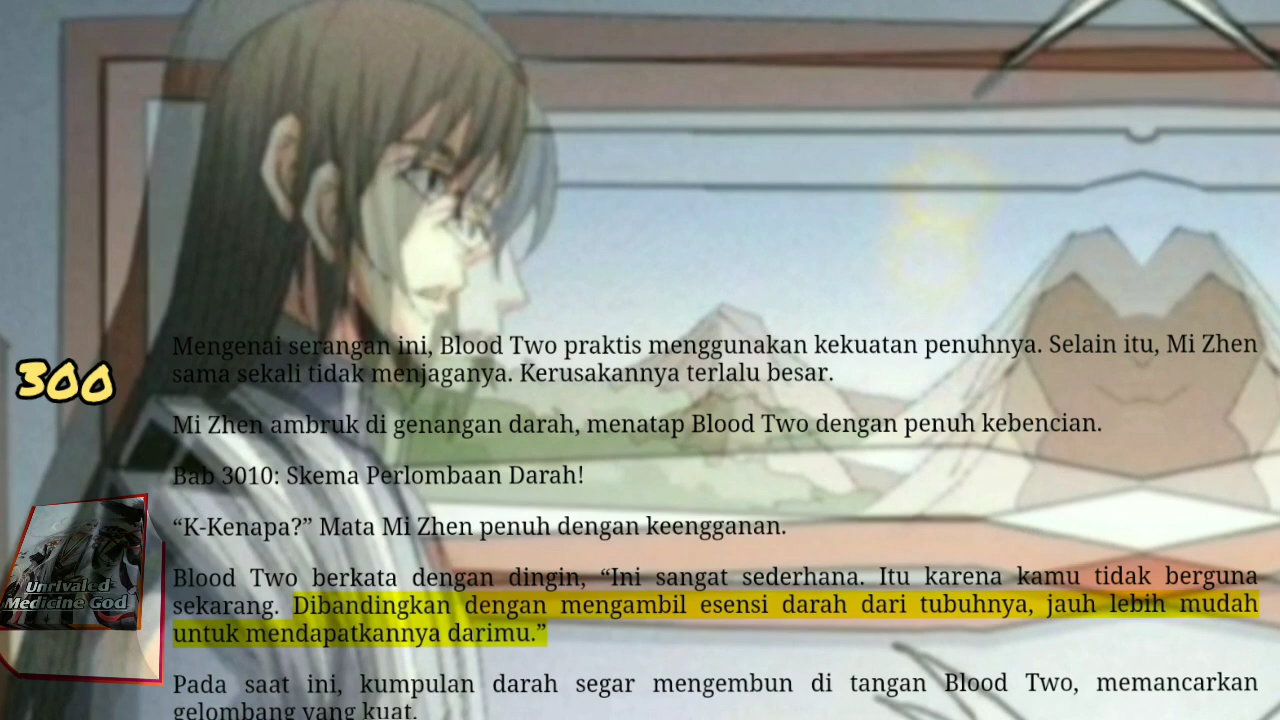 Mengenai serangan ini, Blood Two praktis menggunakan kekuatan penuhnya. Selain itu, Mi Zhen
sama sekali tidak menjaganya. Kerusakannya terlalu besar.
300
Mi Zhen ambruk di genangan darah, menatap Blood Two dengan penuh kebencian.
Bab 3010: Skema Perlombaan Darah!
“K-Kenapa?” Mata Mi Zhen penuh dengan keengganan.
Blood Two berkata dengan dingin, “Ini sangat sederhana. Itu karena kamu tidak berguna
sekarang. Dibandingkan dengan mengambil esensi darah dari tubuhnya, jauh lebih mudah
untuk mendapatkannya darimu.”
Unrivaled
Medicine God
Pada saat ini, kumpulan darah segar mengembun di tangan Blood Two, memancarkan
gelombang yang kuat.